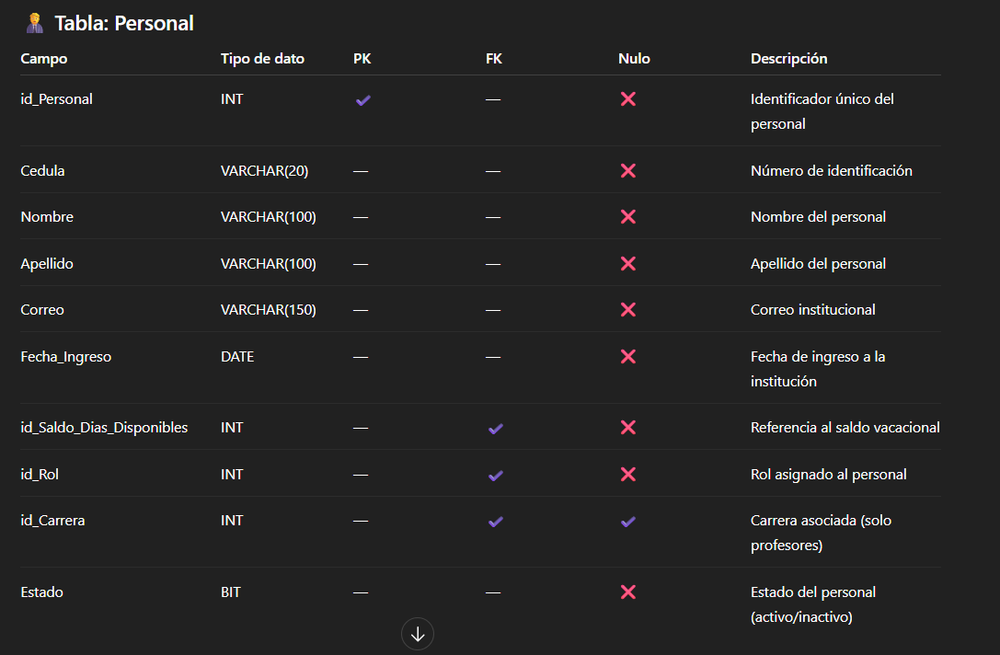 Tabla: Personal
Campo Tipo de dato PK FK Nulo Descripción
id_Personal INT — Identificador único del
personal
Cedula VARCHAR(20) — — Número de identificación
Nombre VARCHAR(100) — — Nombre del personal
Apellido VARCHAR(100) — — Apellido del personal
Correo VARCHAR(150) — — Correo institucional
Fecha_Ingreso DATE — — Fecha de ingreso a la
institución
id_Saldo_Dias_Disponibles INT — Referencia al saldo vacacional
id_Rol INT — Rol asignado al personal
id_Carrera INT — Carrera asociada (solo
profesores)
Estado BIT — — Estado del personal
(activo/inactivo)